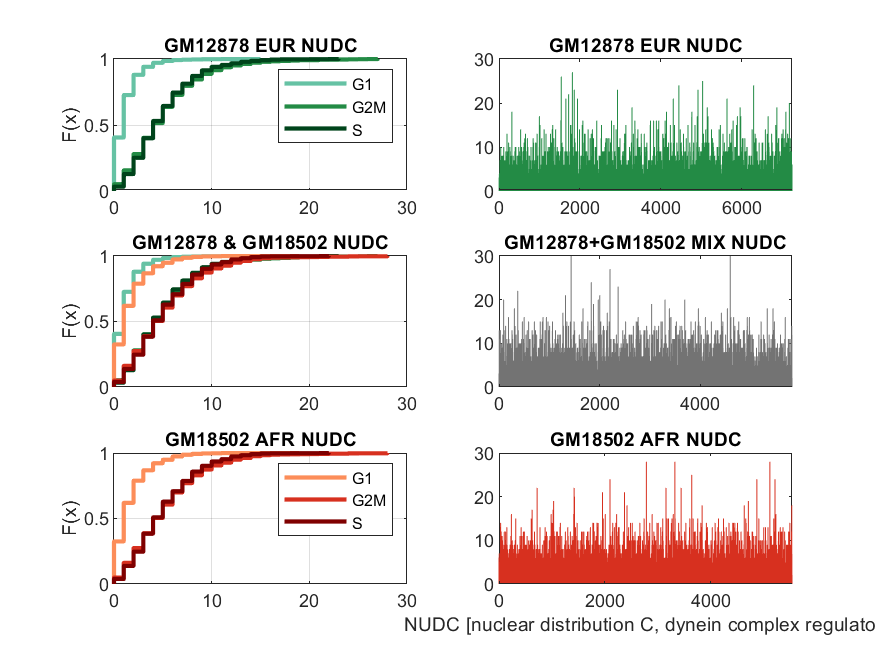 GM12878 EUR NUDC
1
0.5
0
F(x)
0
10
20
30
G1
G2M
S
GM12878 EUR NUDC
30
20
10
0
2000
4000
6000
GM12878 & GM18502 NUDC
1
0.5
0
F(x)
0
10
20
30
GM12878+GM18502 MIX NUDC
30
20
10
0
0
2000
4000
GM18502 AFR NUDC
1
0.5
0
F(x)
0
10
20
30
G1
G2M
S
GM18502 AFR NUDC
30
20
10
0
0
2000
4000
NUDC [nuclear distribution C, dynein complex regulato